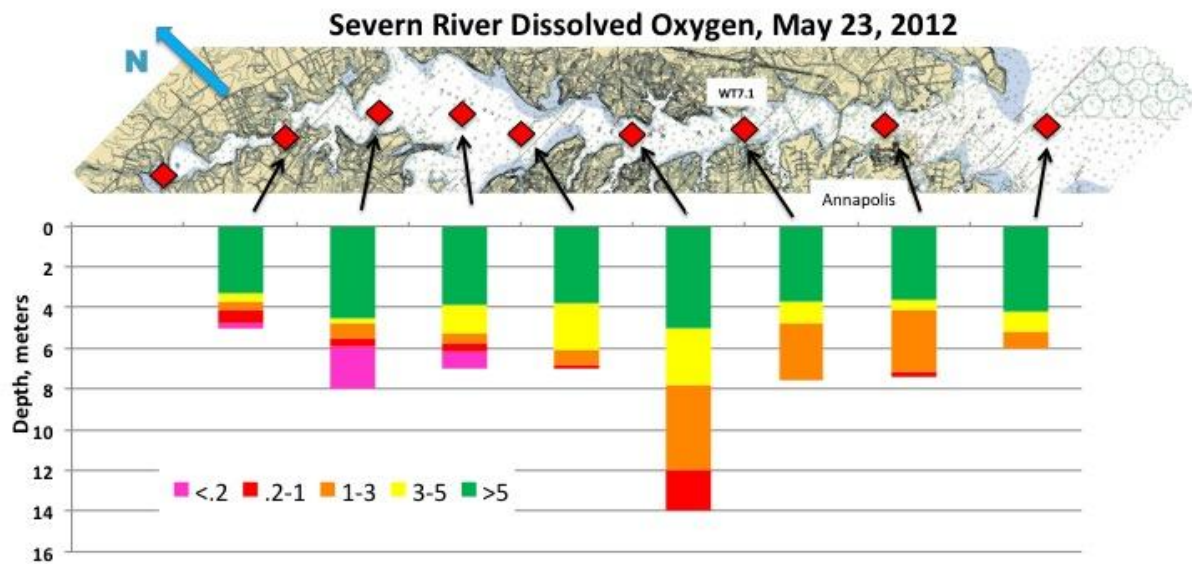 Severn River Dissolved Oxygen, May 23, 2012
N
WT7.1
Annapolis
0
2
4
6
8
10
12
14
16
Depth, meters
<.2 .2-1 1-3 3-5 >5